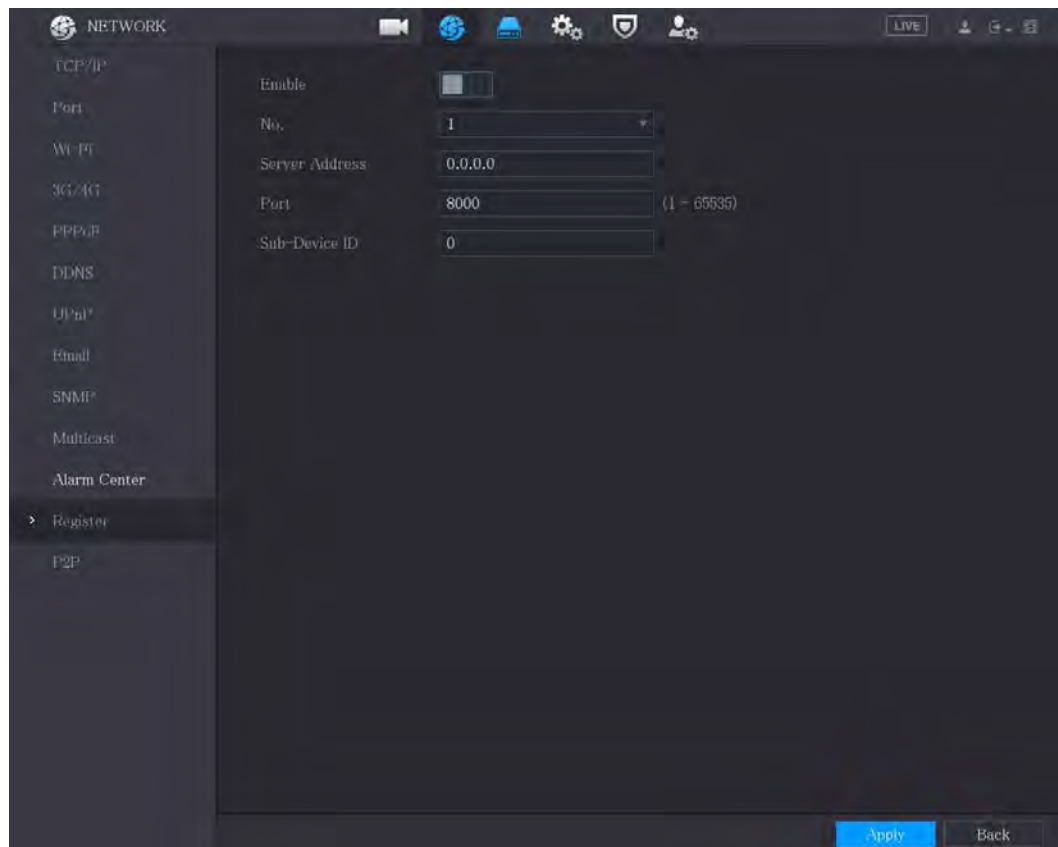 NETWORK
LIVE
TCP/IP
Port
Wi-Fi
3G/4G
PPPoE
DDNS
UPnP
Email
SNMP
Multicast
Alarm Center
Register
P2P
Enable
No. 1
Server Address 0.0.0.0
Port 8000 (1 - 65535)
Sub-Device ID 0
Apply Back